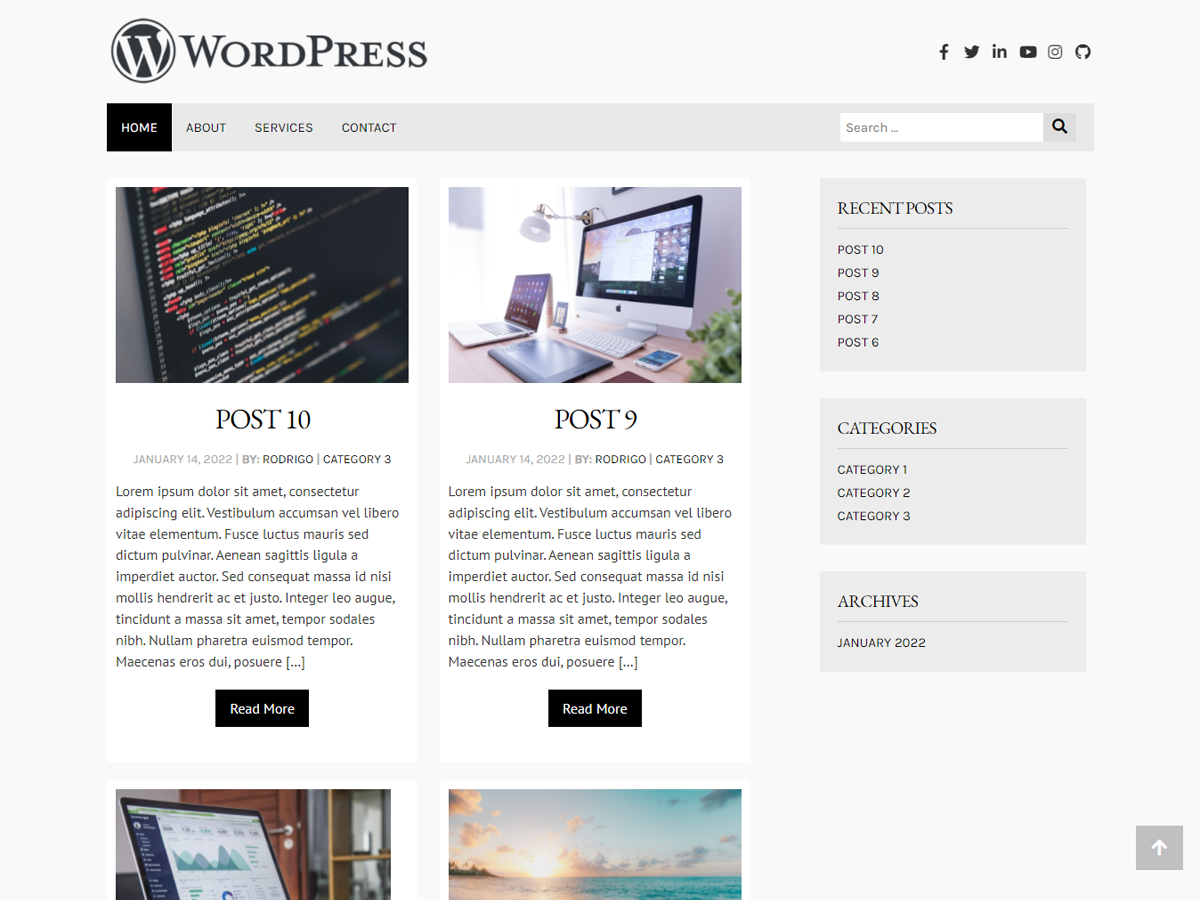 WORDPRESS
HOME ABOUT SERVICES CONTACT
Search …
POST 10
JANUARY 14, 2022 | BY: RODRIGO | CATEGORY 3
Lorem ipsum dolor sit amet, consectetur
adipiscing elit. Vestibulum accumsan vel libero
vitae elementum. Fusce luctus mauris sed
dictum pulvinar. Aenean sagittis ligula a
imperdiet auctor. Sed consequat massa id nisi
mollis hendrerit ac et justo. Integer leo augue,
tincidunt a massa sit amet, tempor sodales
nibh. Nullam pharetra euismod tempor.
Maecenas eros dui, posuere […]
Read More
POST 9
JANUARY 14, 2022 | BY: RODRIGO | CATEGORY 3
Lorem ipsum dolor sit amet, consectetur
adipiscing elit. Vestibulum accumsan vel libero
vitae elementum. Fusce luctus mauris sed
dictum pulvinar. Aenean sagittis ligula a
imperdiet auctor. Sed consequat massa id nisi
mollis hendrerit ac et justo. Integer leo augue,
tincidunt a massa sit amet, tempor sodales
nibh. Nullam pharetra euismod tempor.
Maecenas eros dui, posuere […]
Read More
RECENT POSTS
POST 10
POST 9
POST 8
POST 7
POST 6
CATEGORIES
CATEGORY 1
CATEGORY 2
CATEGORY 3
ARCHIVES
JANUARY 2022